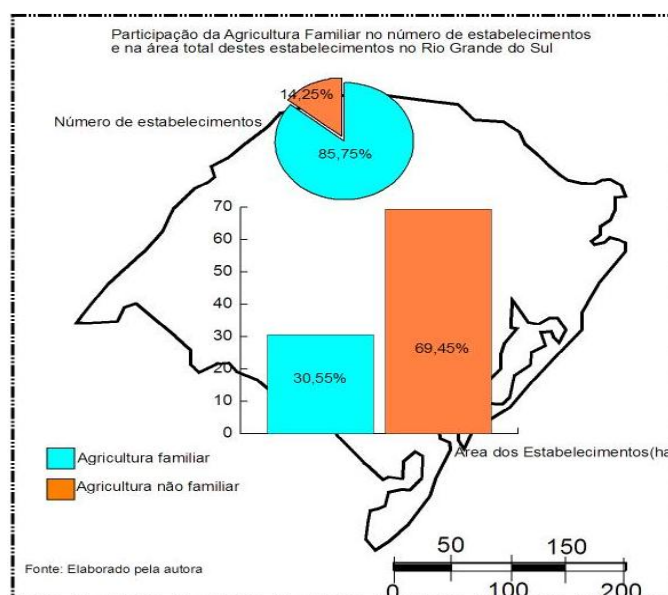 Participação da Agricultura Familiar no número de estabelecimentos
e na área total destes estabelecimentos no Rio Grande do Sul
14,25%
Número de estabelecimentos
85,75%
70
60
50
40
30
20
10
0
69,45%
30,55%
Área dos Estabelecimentos(ha
Agricultura familiar
Agricultura não familiar
Fonte: Elaborado pela autora
50 150
0 100 200